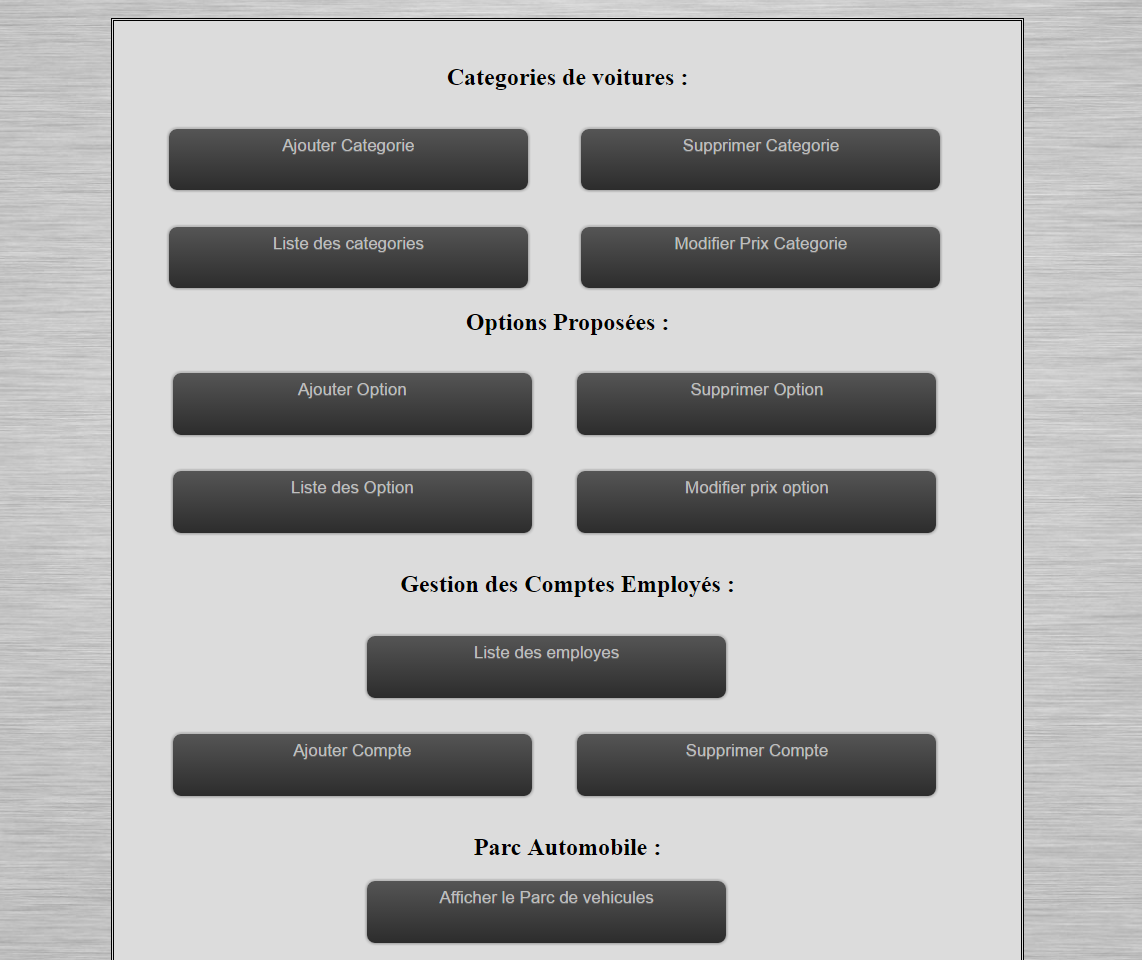 Categories de voitures :
Ajouter Categorie
Supprimer Categorie
Liste des categories
Modifier Prix Categorie
Options Proposées :
Ajouter Option
Supprimer Option
Liste des Option
Modifier prix option
Gestion des Comptes Employés :
Liste des employes
Ajouter Compte
Supprimer Compte
Parc Automobile :
Afficher le Parc de vehicules